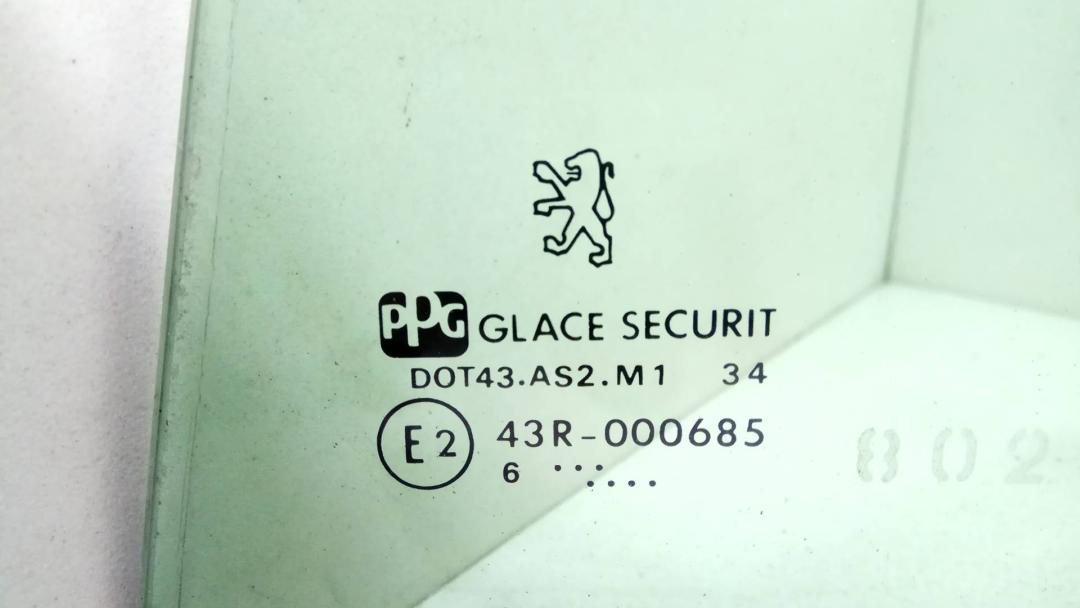 PPG GLACE SECURIT
DOT43.AS2.M1 34
E2 43R-000685
6 ... ....
802